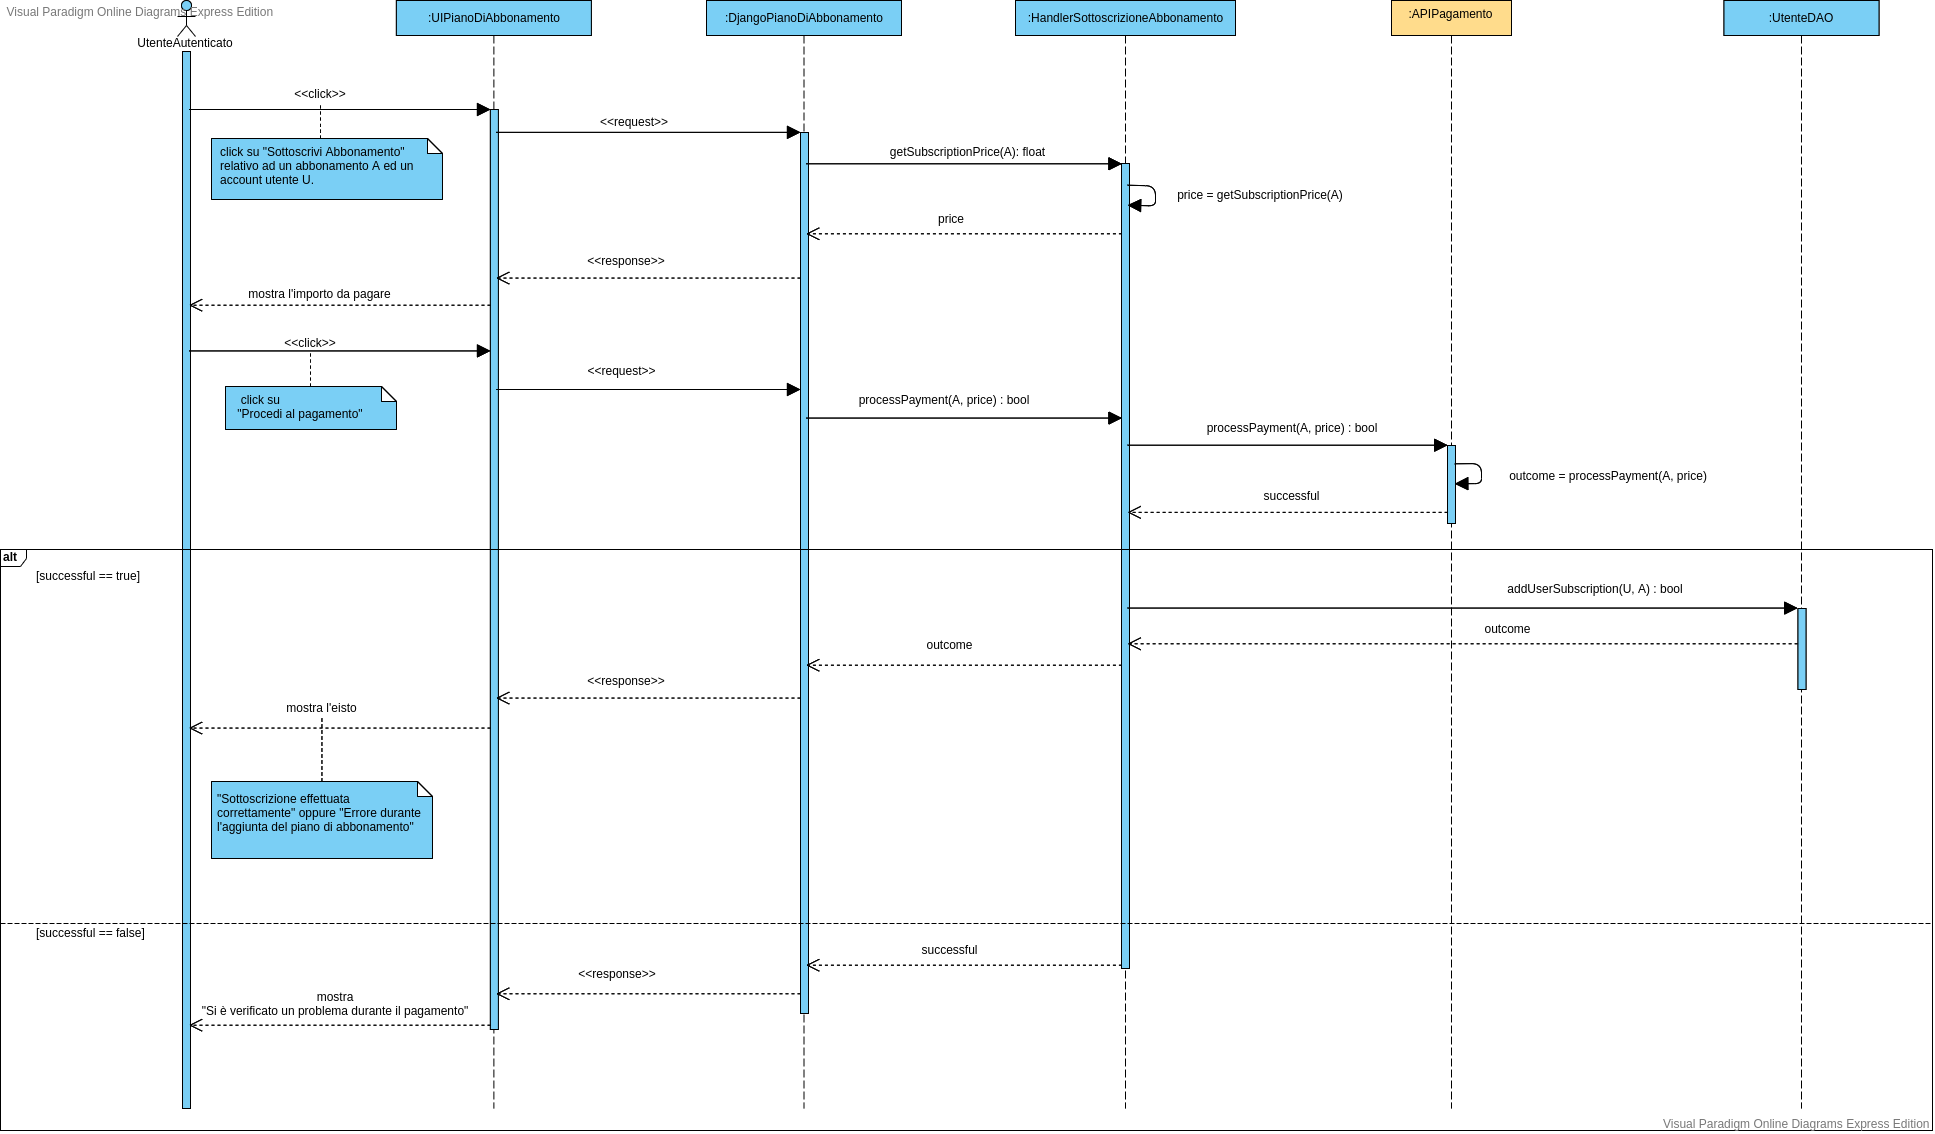 Visual Paradigm Online Diagrams Express Edition
UtenteAutenticato
:UIPianoDiAbbonamento
:DjangoPianoDiAbbonamento
:HandlerSottoscrizioneAbbonamento
:APIPagamento
:UtenteDAO
<<click>>
click su "Sottoscrivi Abbonamento"
relativo ad un abbonamento A ed un
account utente U.
<<request>>
getSubscriptionPrice(A): float
price = getSubscriptionPrice(A)
price
<<response>>
mostra l'importo da pagare
<<click>>
click su
"Procedi al pagamento"
<<request>>
processPayment(A, price) : bool
processPayment(A, price) : bool
outcome = processPayment(A, price)
successful
alt
[successful == true]
addUserSubscription(U, A) : bool
outcome
outcome
<<response>>
mostra l'eisto
"Sottoscrizione effettuata
correttamente" oppure "Errore durante
l'aggiunta del piano di abbonamento"
[successful == false]
successful
<<response>>
mostra
"Si è verificato un problema durante il pagamento"
Visual Paradigm Online Diagrams Express Edition